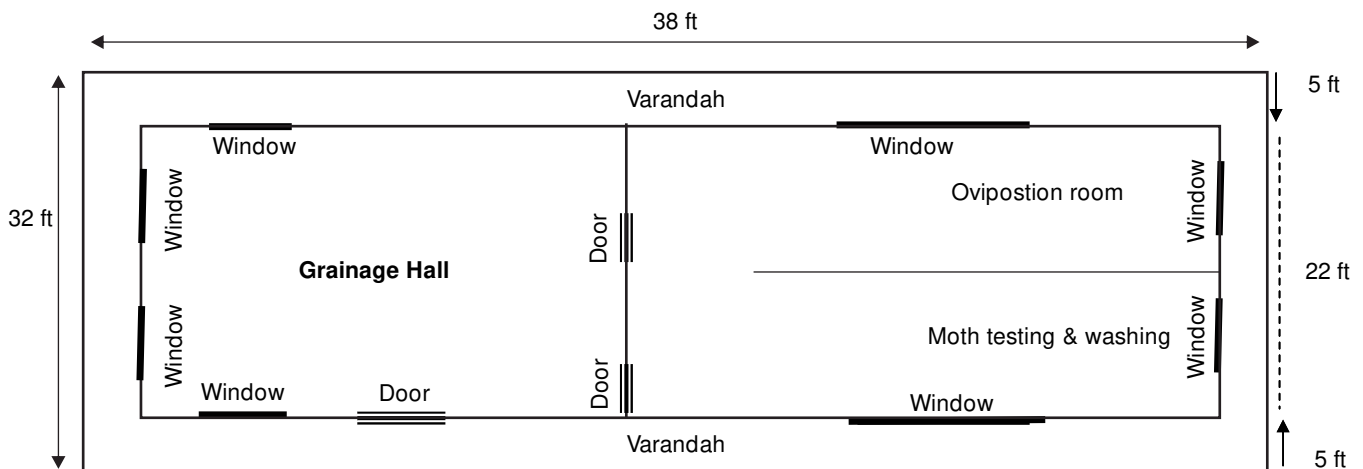 38 ft
5 ft
Varandah
Window
Window
Window
Ovipostion room
Window
32 ft
Door
Grainage Hall
22 ft
Window
Window
Moth testing & washing
Window
Door
Door
Window
Varandah
5 ft